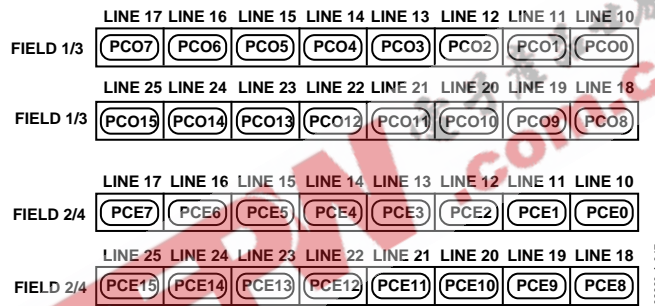 LINE 17 LINE 16 LINE 15 LINE 14 LINE 13 LINE 12 LINE 11 LINE 10
FIELD 1/3 PCO7 PCO6 PCO5 PCO4 PCO3 PCO2 PCO1 PCO0
LINE 25 LINE 24 LINE 23 LINE 22 LINE 21 LINE 20 LINE 19 LINE 18
FIELD 1/3 PCO15 PCO14 PCO13 PCO12 PCO11 PCO10 PCO9 PCO8
LINE 17 LINE 16 LINE 15 LINE 14 LINE 13 LINE 12 LINE 11 LINE 10
FIELD 2/4 PCE7 PCE6 PCE5 PCE4 PCE3 PCE2 PCE1 PCE0
LINE 25 LINE 24 LINE 23 LINE 22 LINE 21 LINE 20 LINE 19 LINE 18
FIELD 2/4 PCE15 PCE14 PCE13 PCE12 PCE11 PCE10 PCE9 PCE8